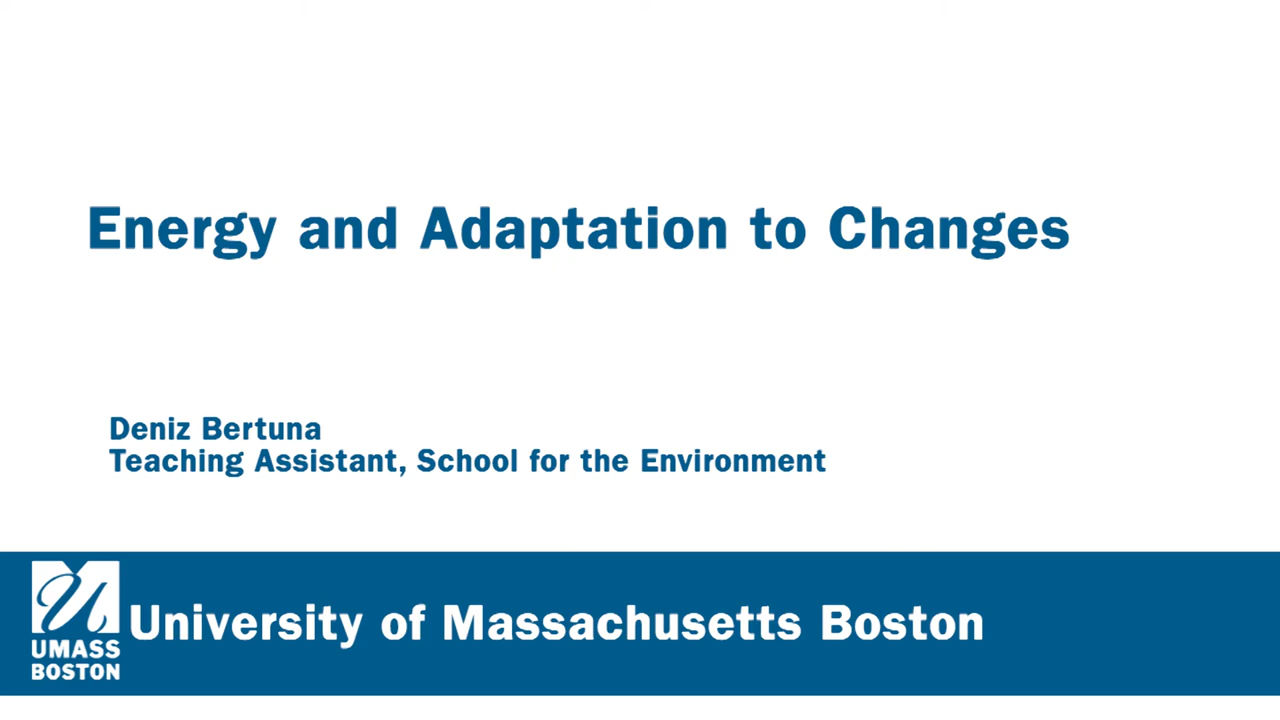 Energy and Adaptation to Changes
Deniz Bertuna
Teaching Assistant, School for the Environment
University of Massachusetts Boston
UMASS
BOSTON